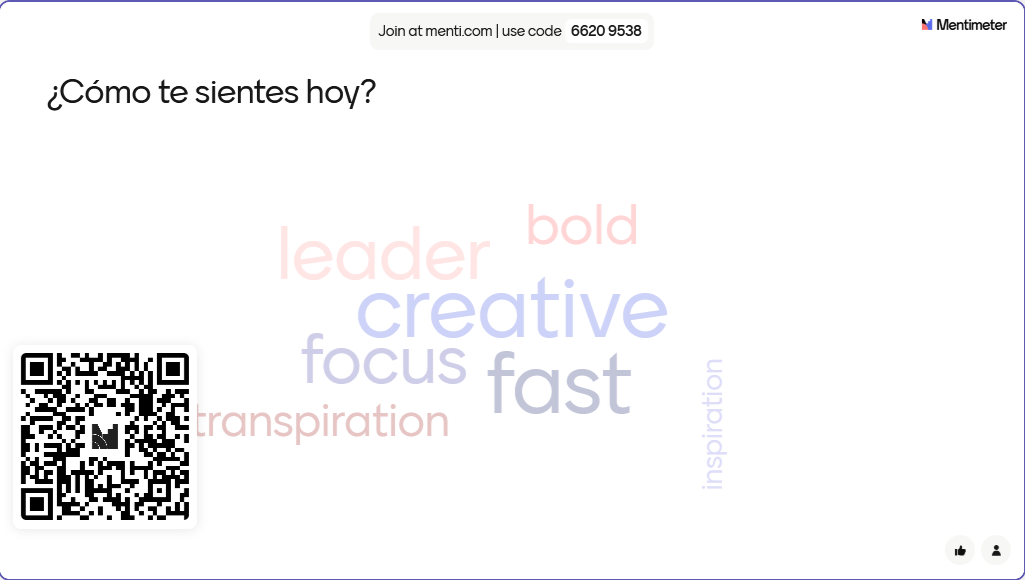 Join at menti.com | use code 6620 9538
Mentimeter
¿Cómo te sientes hoy?
bold
leader
creative
focus
fast
transpiration
inspiration